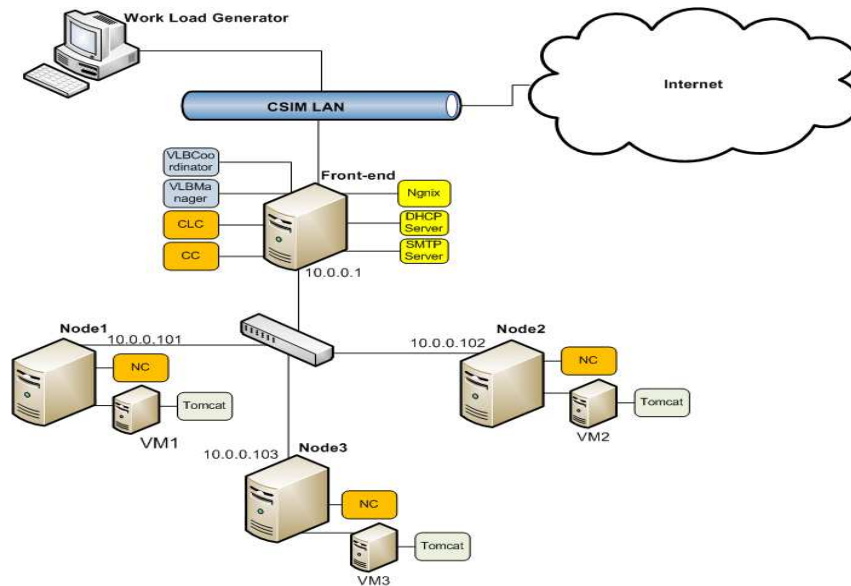 Work Load Generator
CSIM LAN
Internet
VLBCoo
rdinator
VLBMa
nager
CLC
CC
Front-end
Ngnix
DHCP
Server
SMTP
Server
10.0.0.1
Node1
10.0.0.101
NC
Tomcat
VM1
Node2
10.0.0.102
NC
Tomcat
VM2
Node3
10.0.0.103
NC
Tomcat
VM3